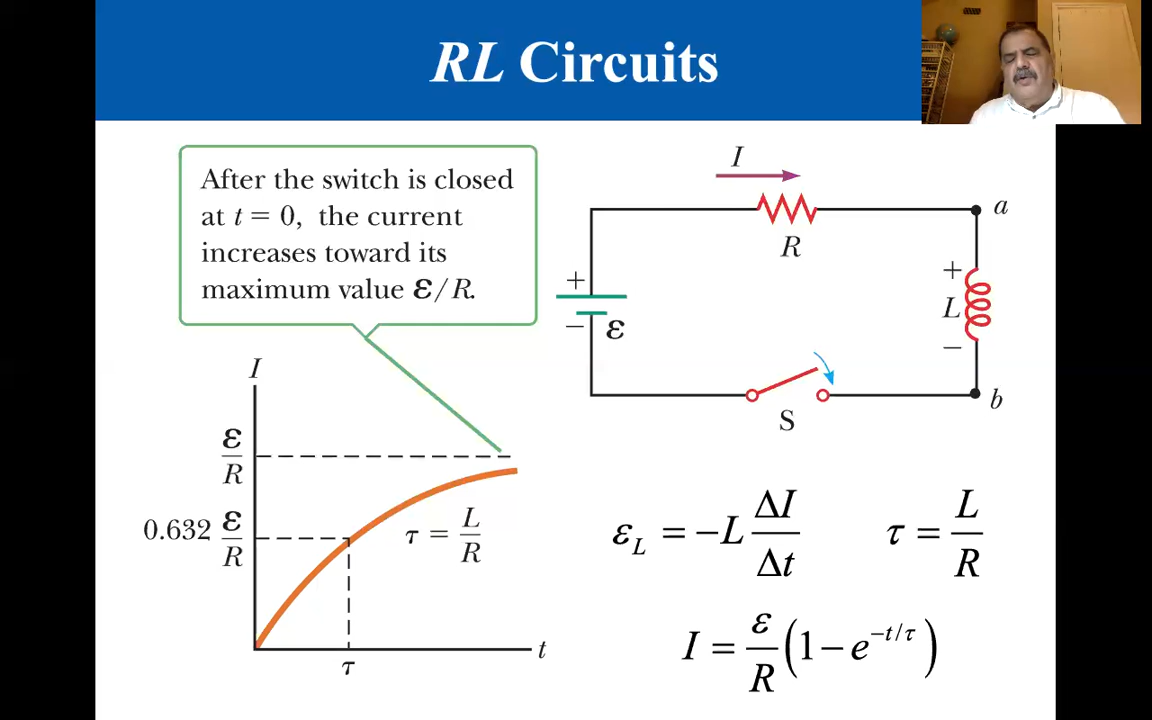 RL Circuits
After the switch is closed
at t = 0, the current
increases toward its
maximum value ε/R.
I
R
a
+
L
−
b
+
−
ε
S
I
ε/R
0.632 ε/R
τ = L/R
τ
t
ε_L = −L ΔI/Δt
τ = L/R
I = ε/R (1 − e^{−t/τ})